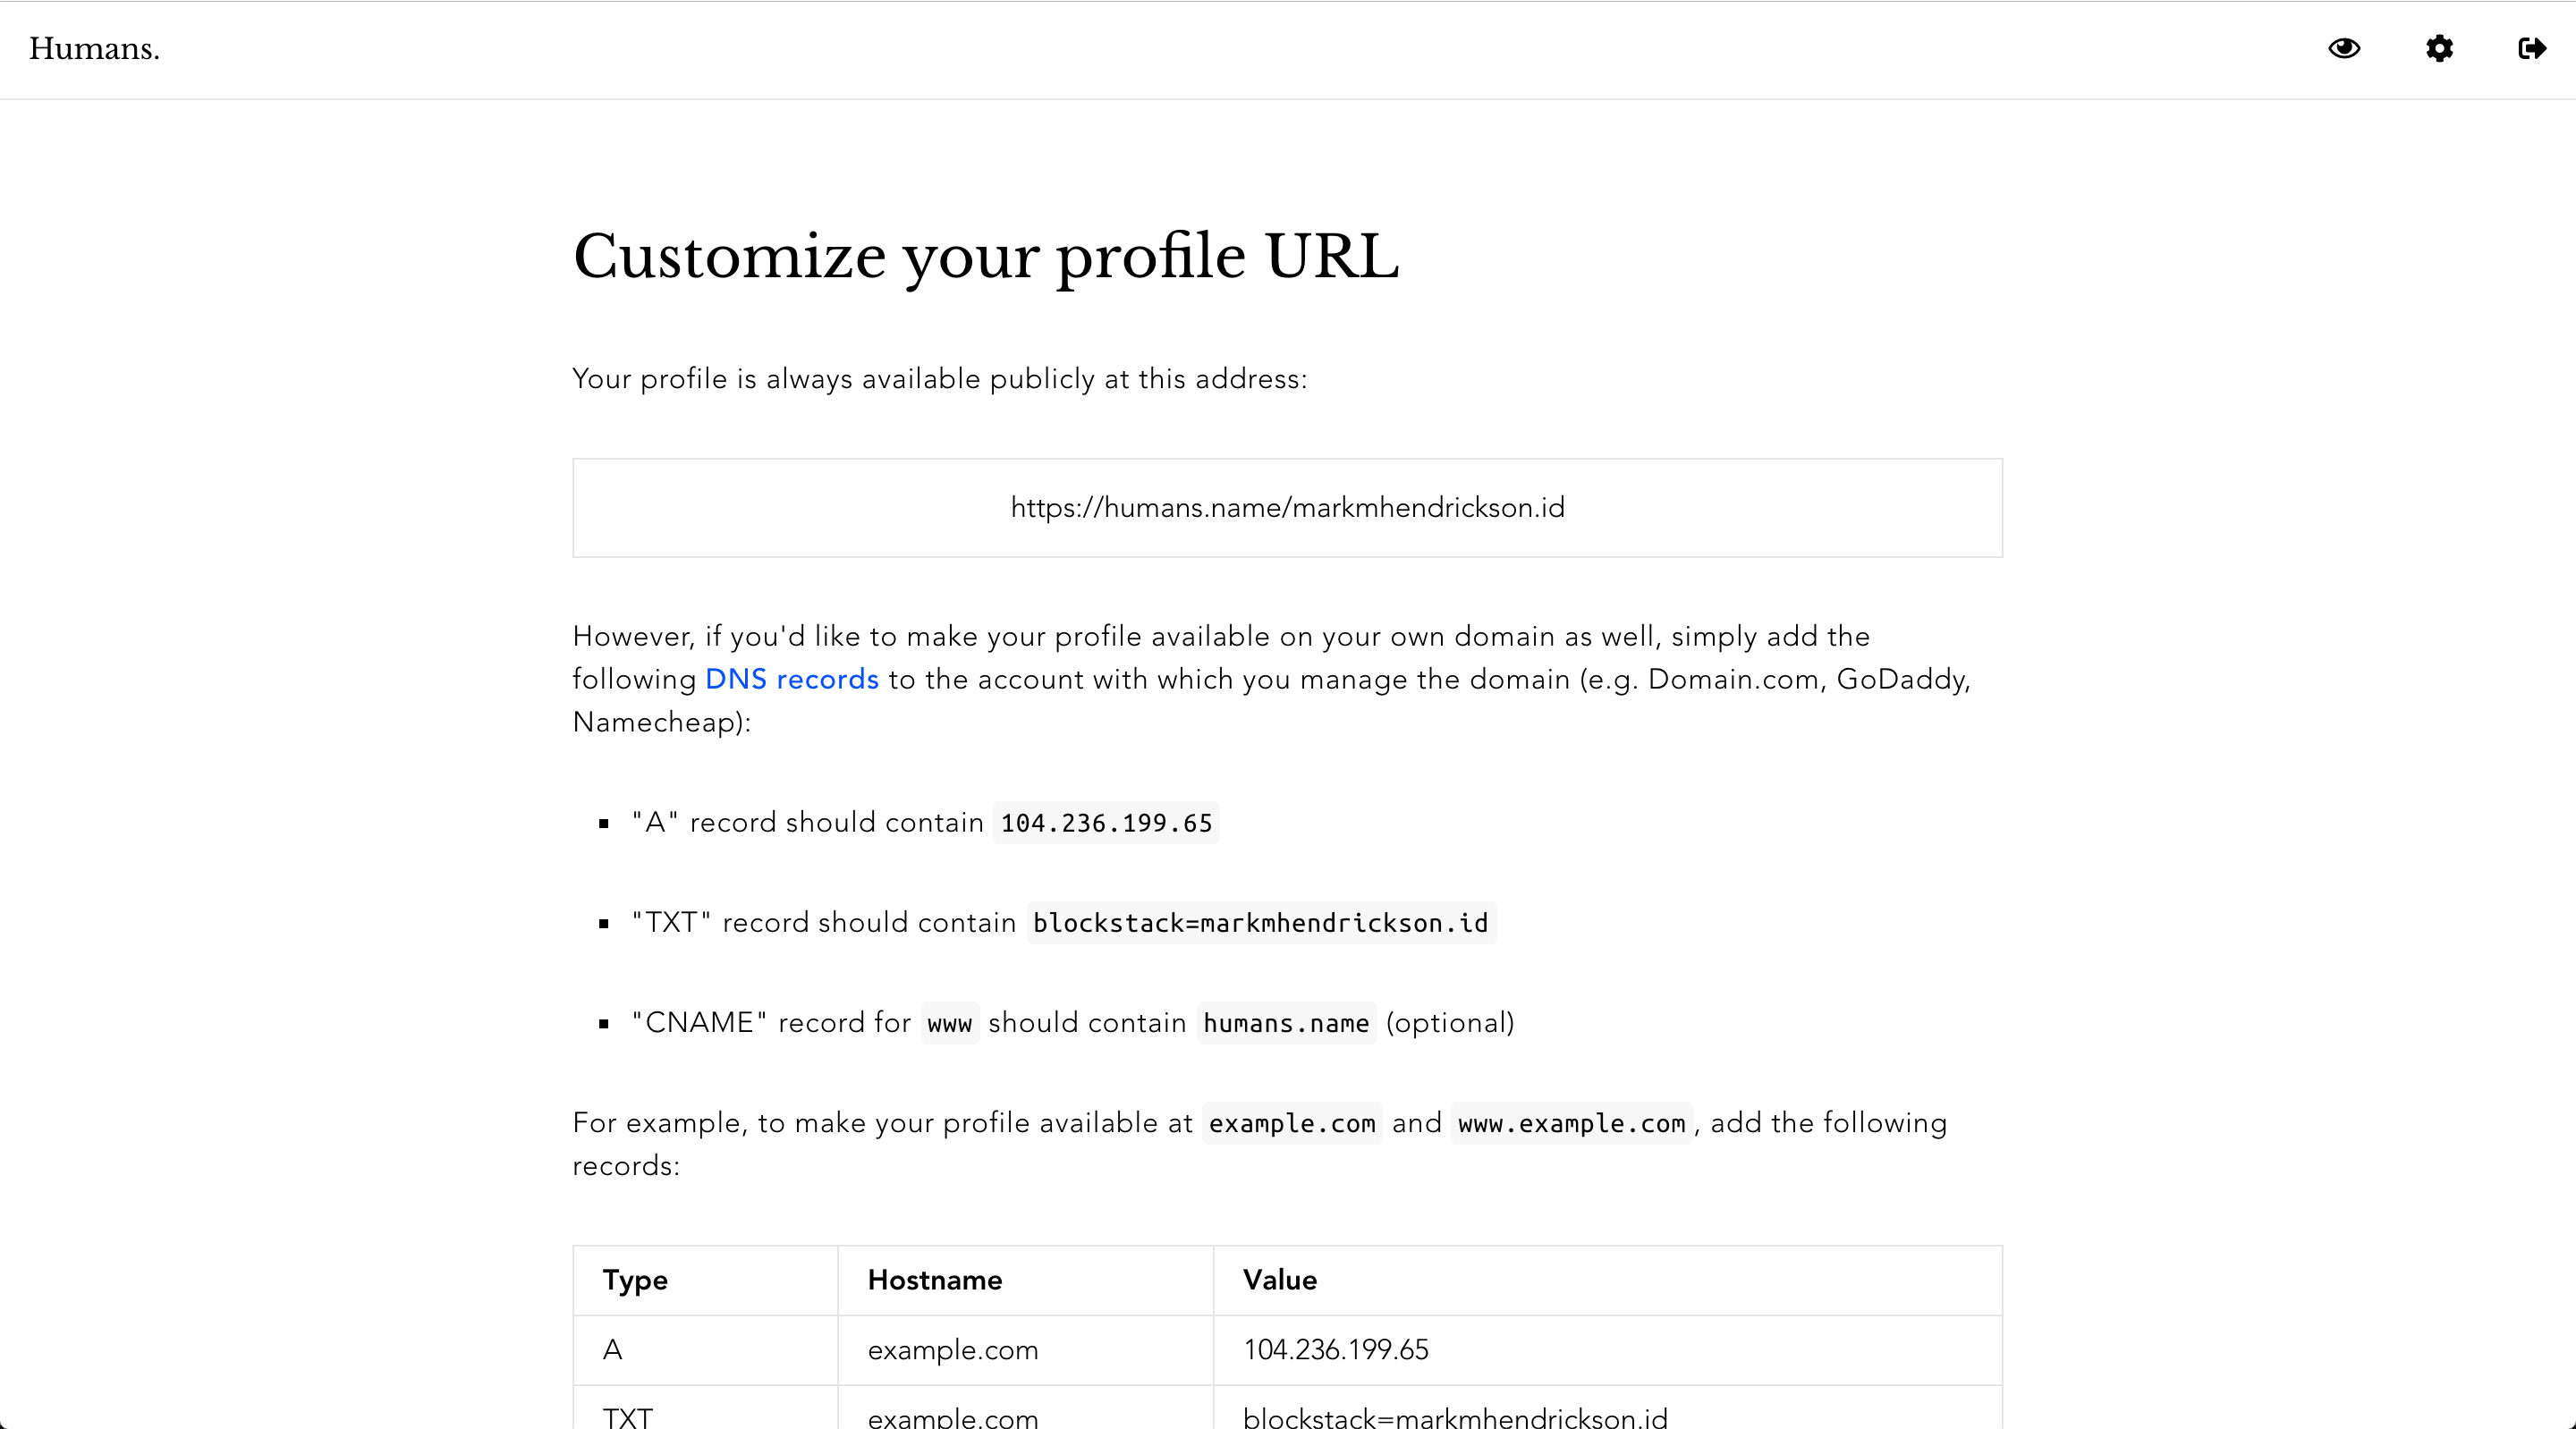 Humans.
Customize your profile URL
Your profile is always available publicly at this address:
https://humans.name/markmhendrickson.id
However, if you'd like to make your profile available on your own domain as well, simply add the
following DNS records to the account with which you manage the domain (e.g. Domain.com, GoDaddy,
Namecheap):
"A" record should contain 104.236.199.65
"TXT" record should contain blockstack=markmhendrickson.id
"CNAME" record for www should contain humans.name (optional)
For example, to make your profile available at example.com and www.example.com, add the following
records:
Type Hostname Value
A example.com 104.236.199.65
TXT example.com blockstack=markmhendrickson.id